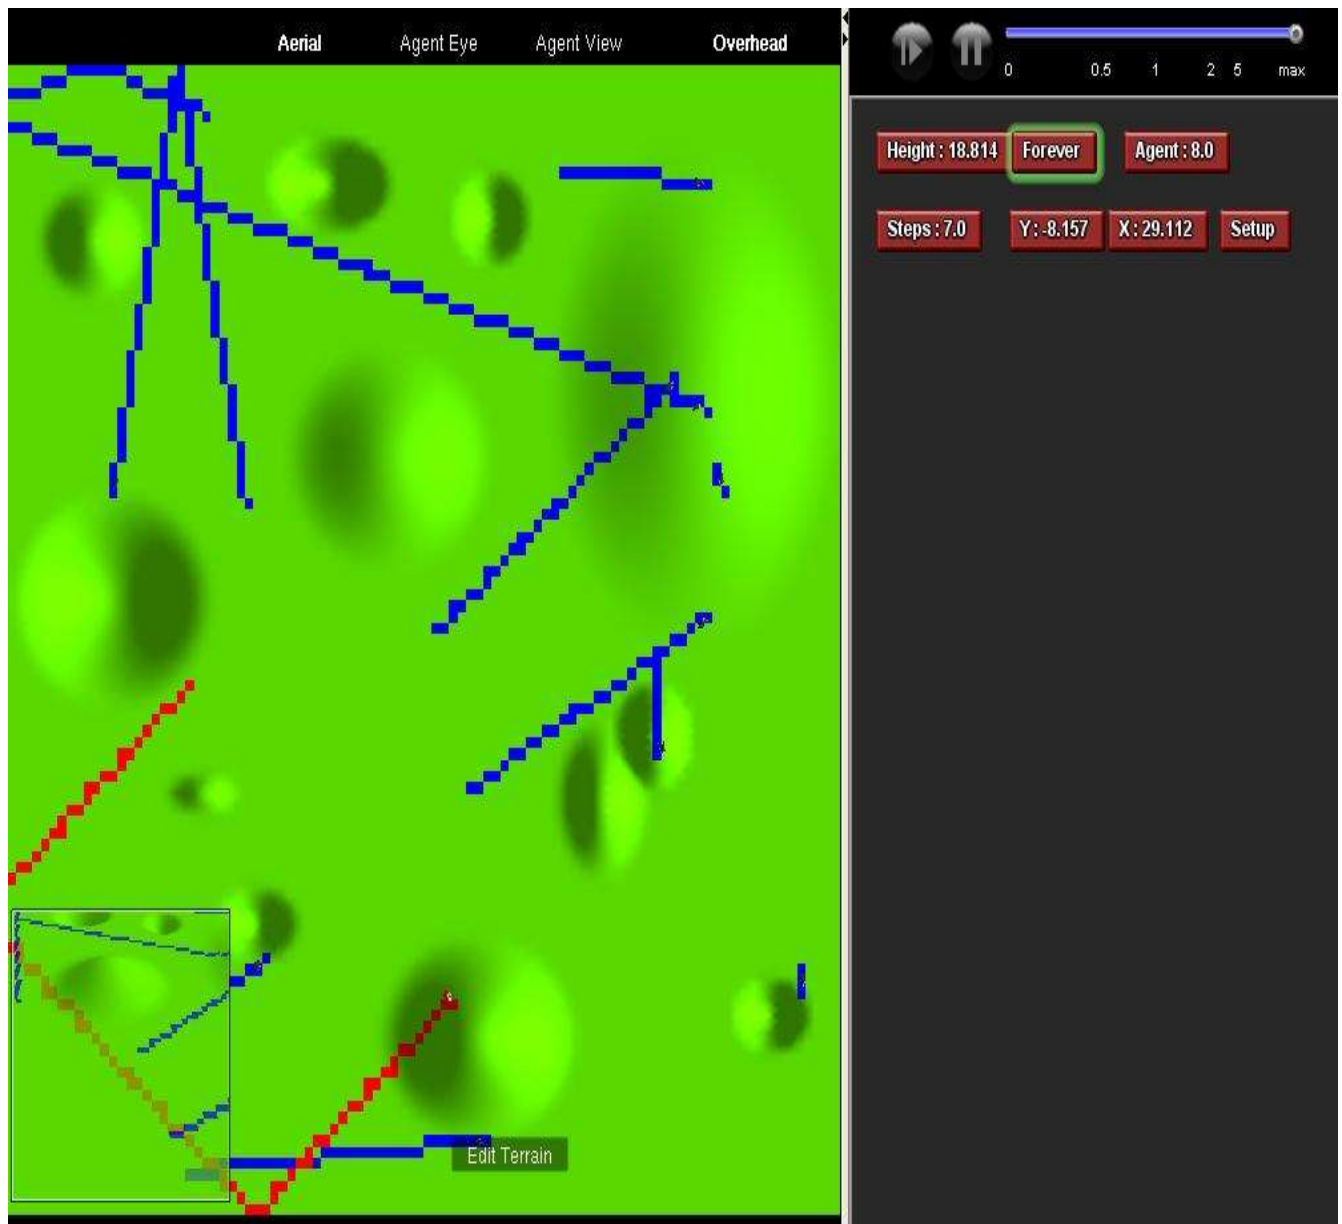 Aerial Agent Eye Agent View Overhead
0 0.5 1 2 5 max
Height : 18.814 Forever Agent : 8.0
Steps : 7.0 Y : -8.157 X : 29.112 Setup
Edit Terrain